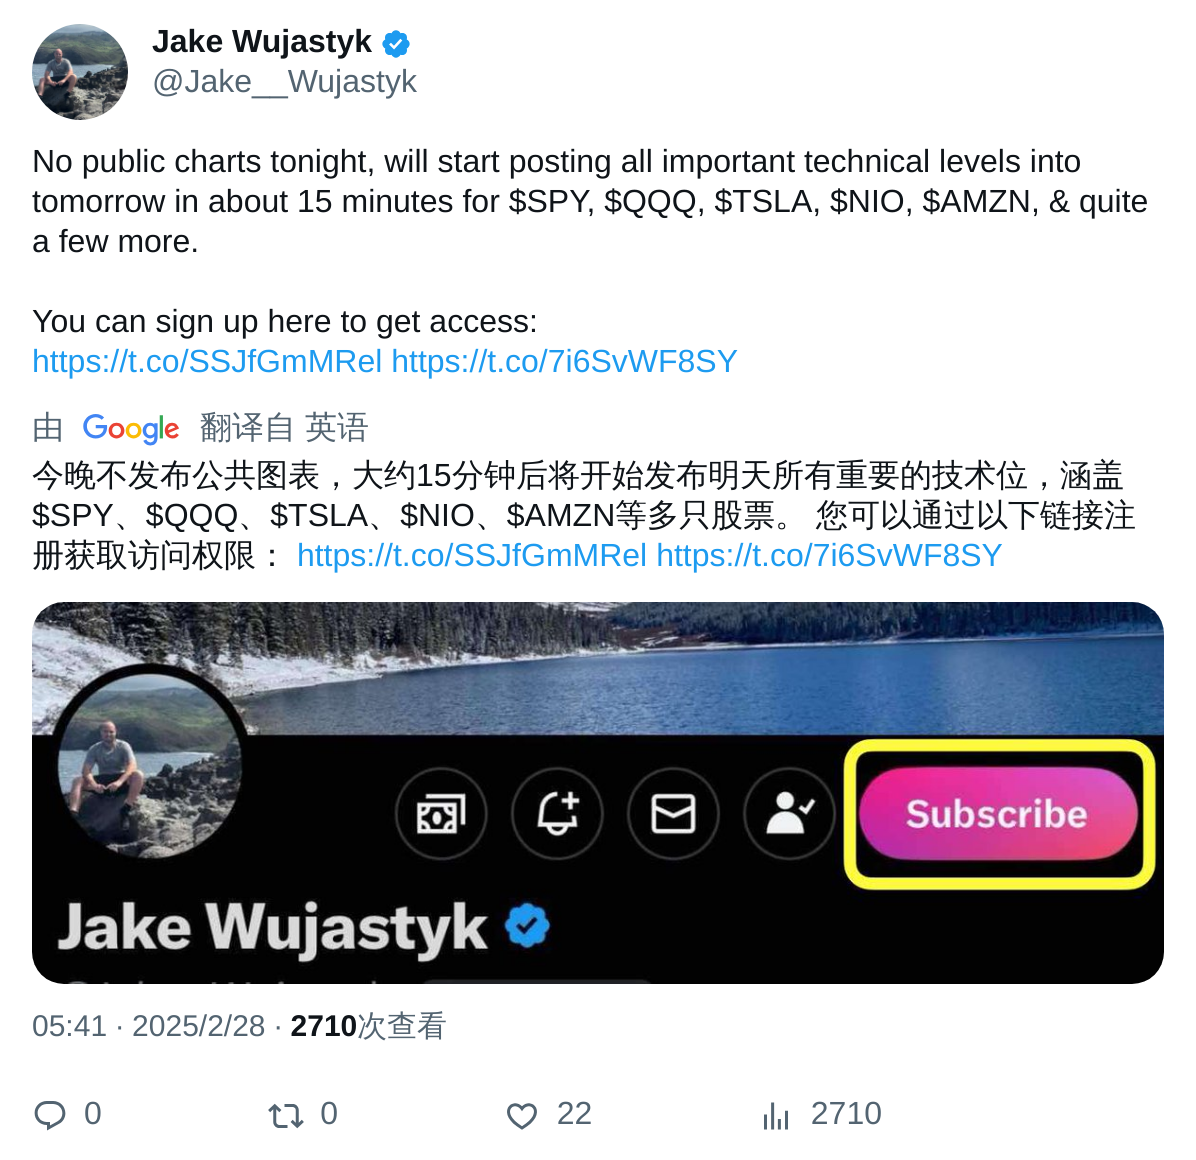 Jake Wujastyk
@Jake__Wujastyk
No public charts tonight, will start posting all important technical levels into
tomorrow in about 15 minutes for $SPY, $QQQ, $TSLA, $NIO, $AMZN, & quite
a few more.
You can sign up here to get access:
https://t.co/SSJfGmMRel https://t.co/7i6SvWF8SY
由 Google 翻译自 英语
今晚不发布公共图表，大约15分钟后将开始发布明天所有重要的技术位，涵盖
$SPY、$QQQ、$TSLA、$NIO、$AMZN等多只股票。 您可以通过以下链接注
册获取访问权限： https://t.co/SSJfGmMRel https://t.co/7i6SvWF8SY
Subscribe
Jake Wujastyk
05:41 · 2025/2/28 · 2710次查看
0 0 22 2710